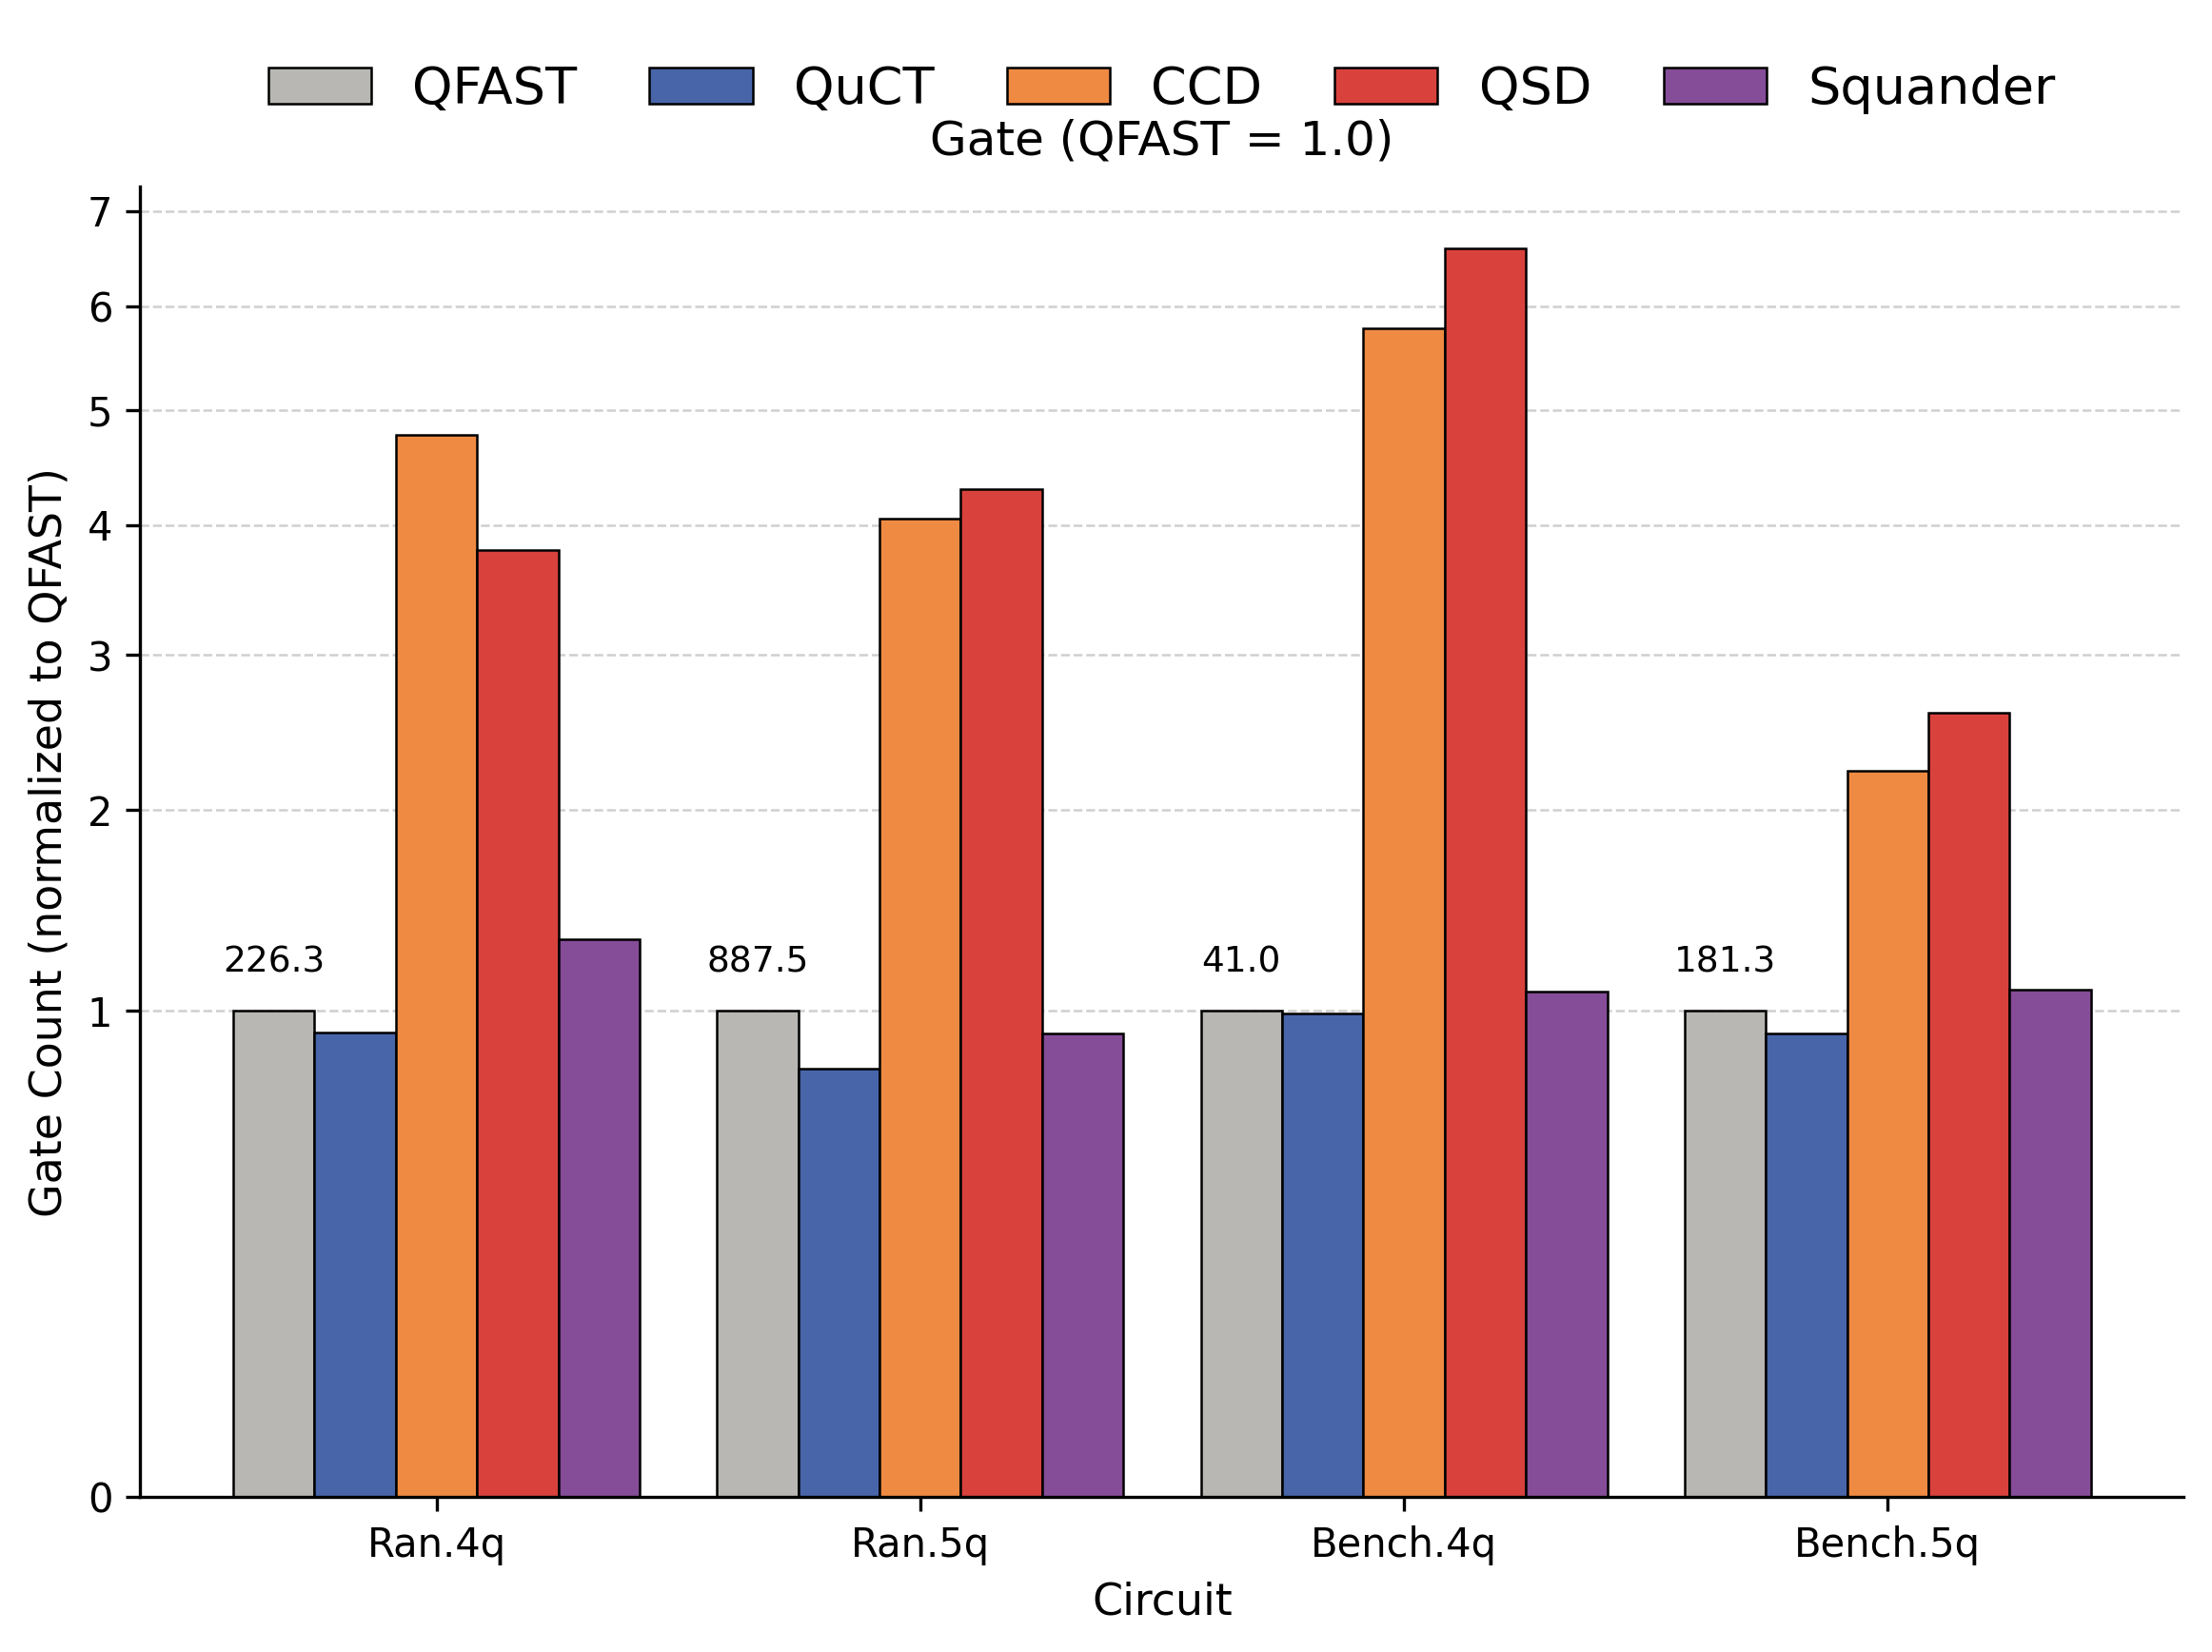 QFAST QuCT CCD QSD Squander
Gate (QFAST = 1.0)
Gate Count (normalized to QFAST)
7
6
5
4
3
2
1
0
226.3 887.5 41.0 181.3
Ran.4q Ran.5q Bench.4q Bench.5q
Circuit